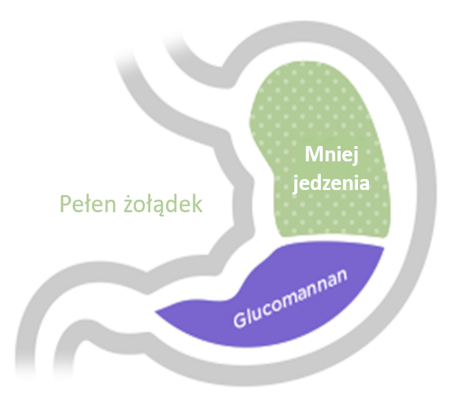 Mniej
jedzenia
Pełen żołądek
Glucomannan